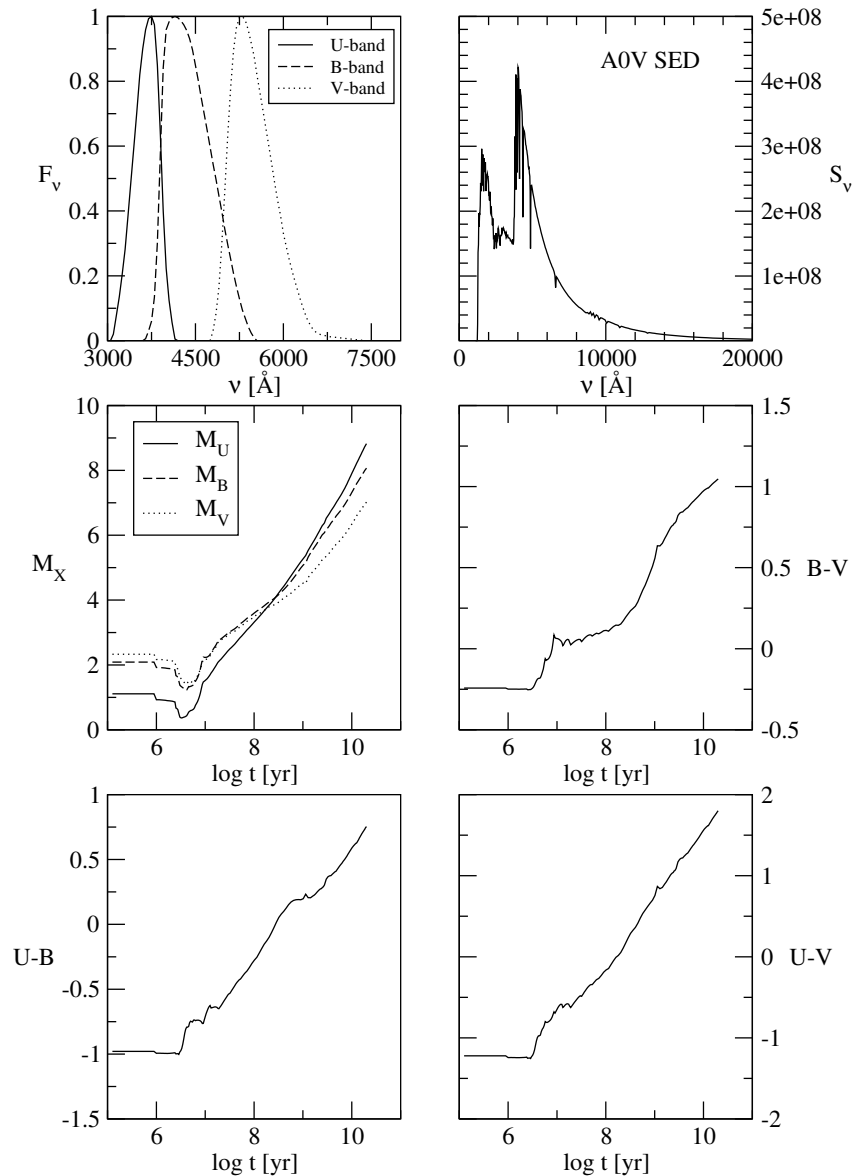 U-band
B-band
V-band
F_ν
1
0.8
0.6
0.4
0.2
0
3000 4500 6000 7500
ν [Å]
A0V SED
5e+08
4e+08
3e+08
2e+08
1e+08
S_ν
0 10000 20000
ν [Å]
M_U
M_B
M_V
M_X
10
8
6
4
2
0
6 8 10
log t [yr]
1.5
1
0.5
0
-0.5
B-V
6 8 10
log t [yr]
1
0.5
0
-0.5
-1
-1.5
U-B
6 8 10
log t [yr]
2
1
0
-1
-2
U-V
6 8 10
log t [yr]